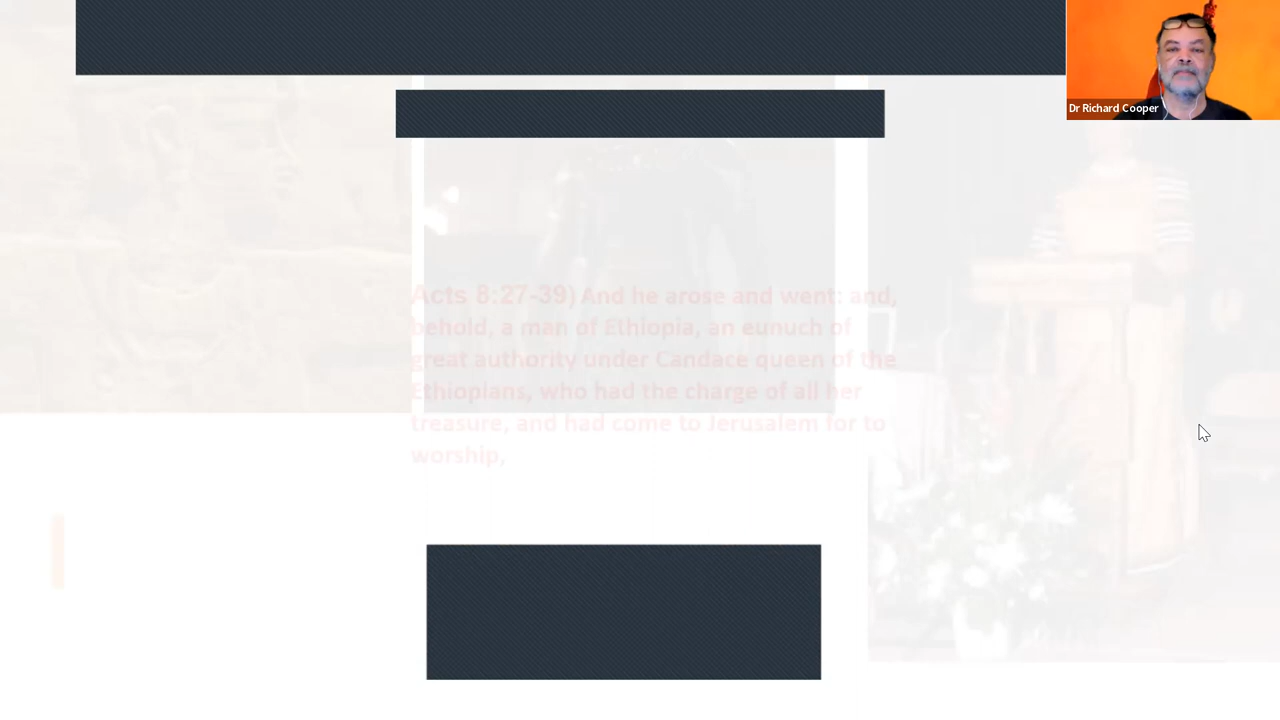 Dr Richard Cooper
Acts 8:27-39) And he arose and went: and,
behold, a man of Ethiopia, an eunuch of
great authority under Candace queen of the
Ethiopians, who had the charge of all her
treasure, and had come to Jerusalem for to
worship,